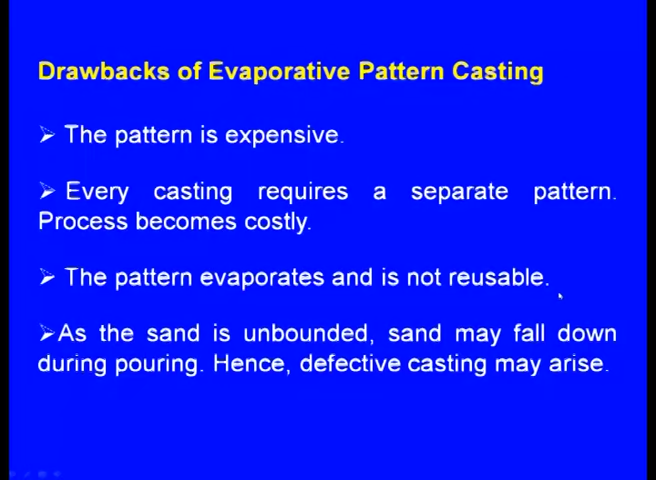 Drawbacks of Evaporative Pattern Casting
➢ The pattern is expensive.
➢ Every casting requires a separate pattern.
Process becomes costly.
➢ The pattern evaporates and is not reusable.
➢As the sand is unbounded, sand may fall down
during pouring. Hence, defective casting may arise.